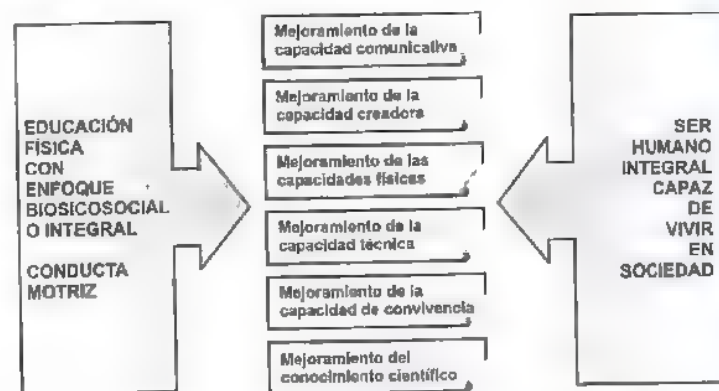 EDUCACIÓN
FÍSICA
CON
ENFOQUE
BIOSICOSOCIAL
O INTEGRAL
CONDUCTA
MOTRIZ
Mejoramiento de la
capacidad comunicativa
Mejoramiento de la
capacidad creadora
Mejoramiento de las
capacidades físicas
Mejoramiento de la
capacidad técnica
Mejoramiento de la
capacidad de convivencia
Mejoramiento del
conocimiento científico
SER
HUMANO
INTEGRAL
CAPAZ
DE
VIVIR
EN
SOCIEDAD